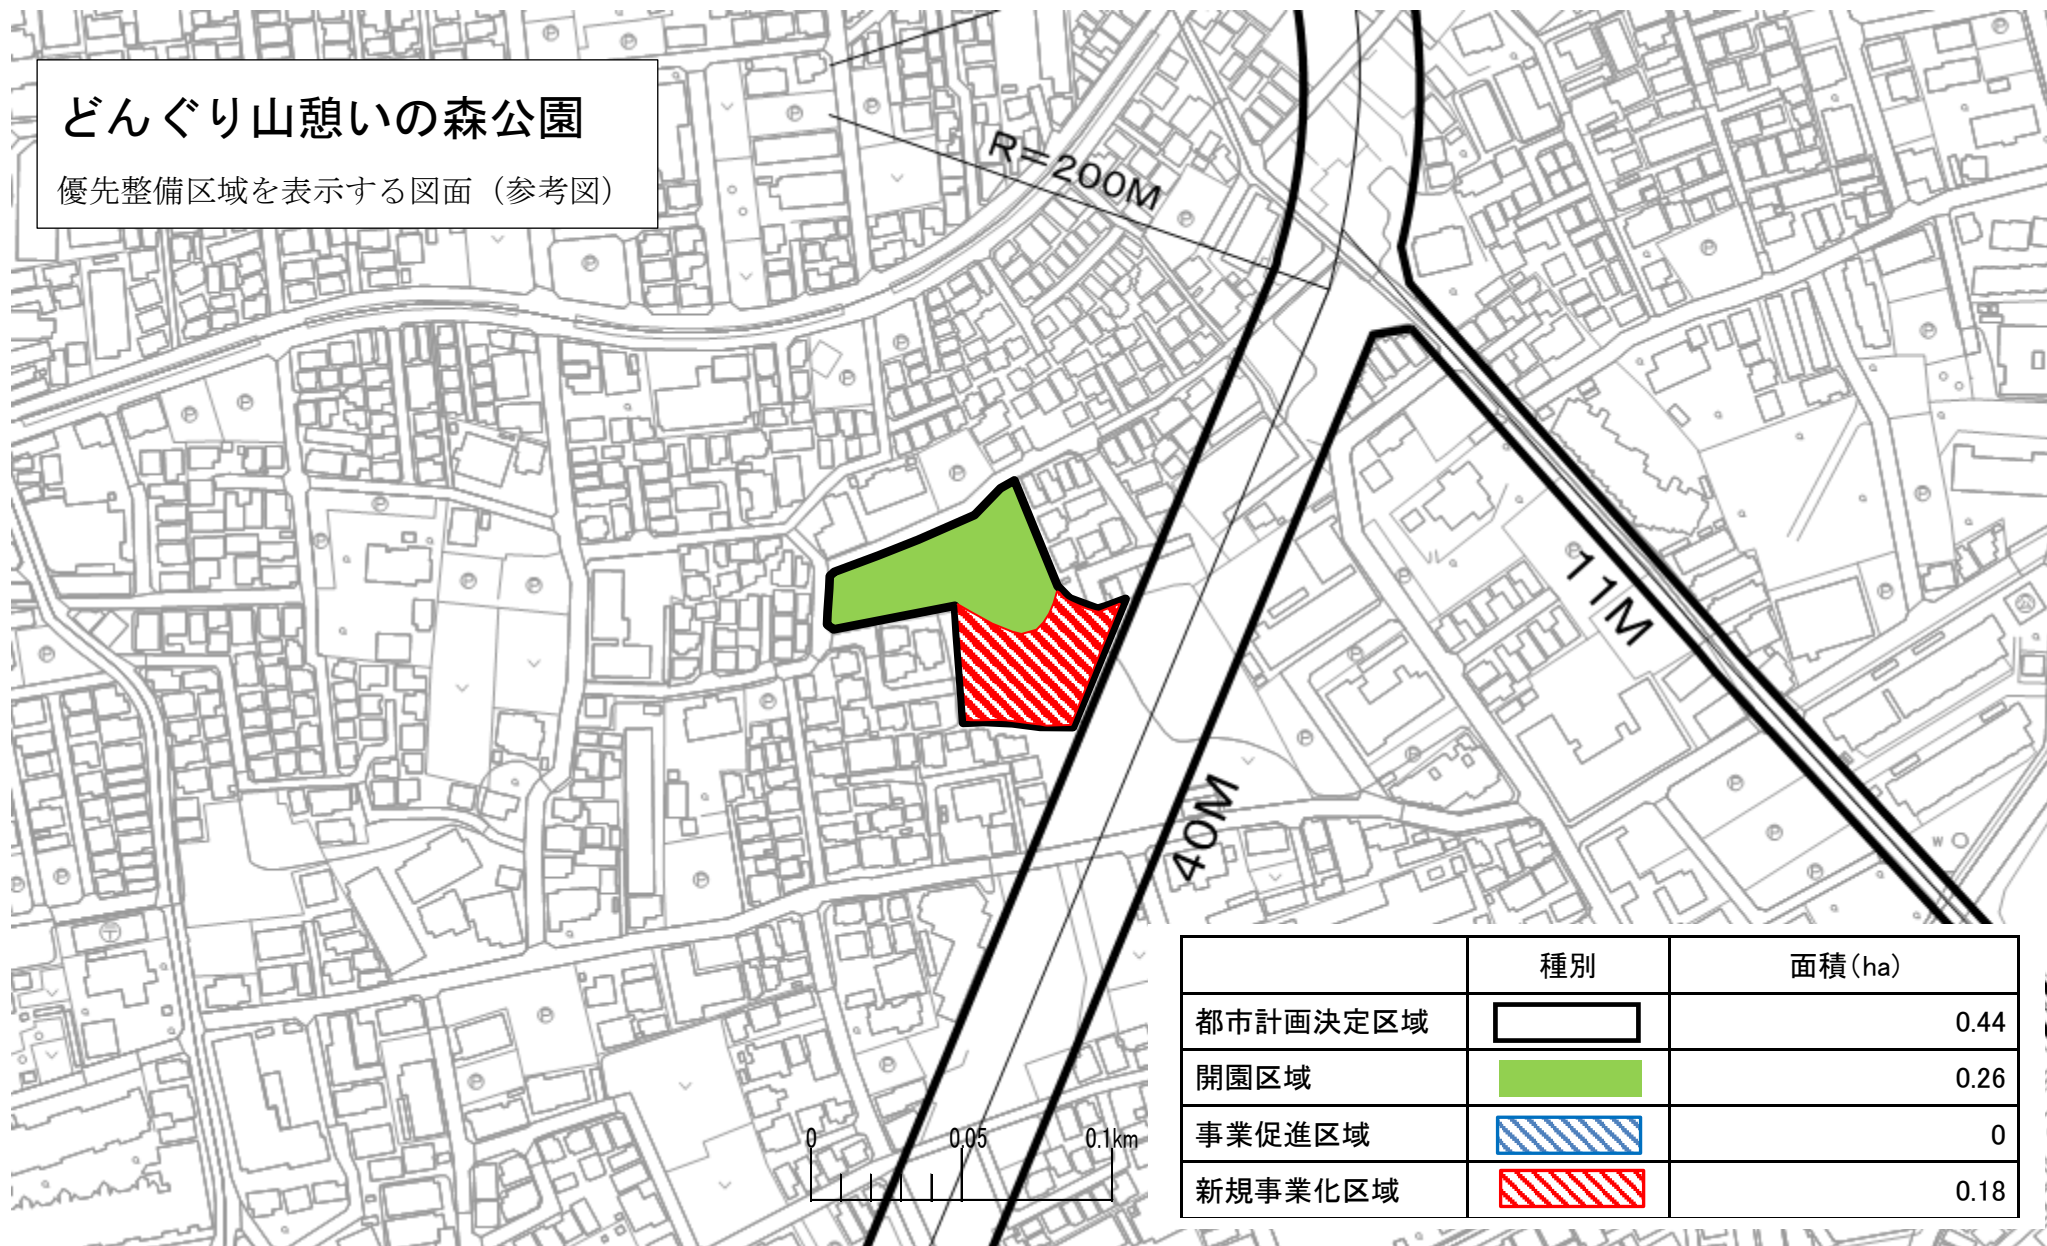 どんぐり山憩いの森公園
優先整備区域を表示する図面（参考図）
R=200M
11M
40M
0 0.05 0.1km
種別 面積(ha)
都市計画決定区域 0.44
開園区域 0.26
事業促進区域 0
新規事業化区域 0.18